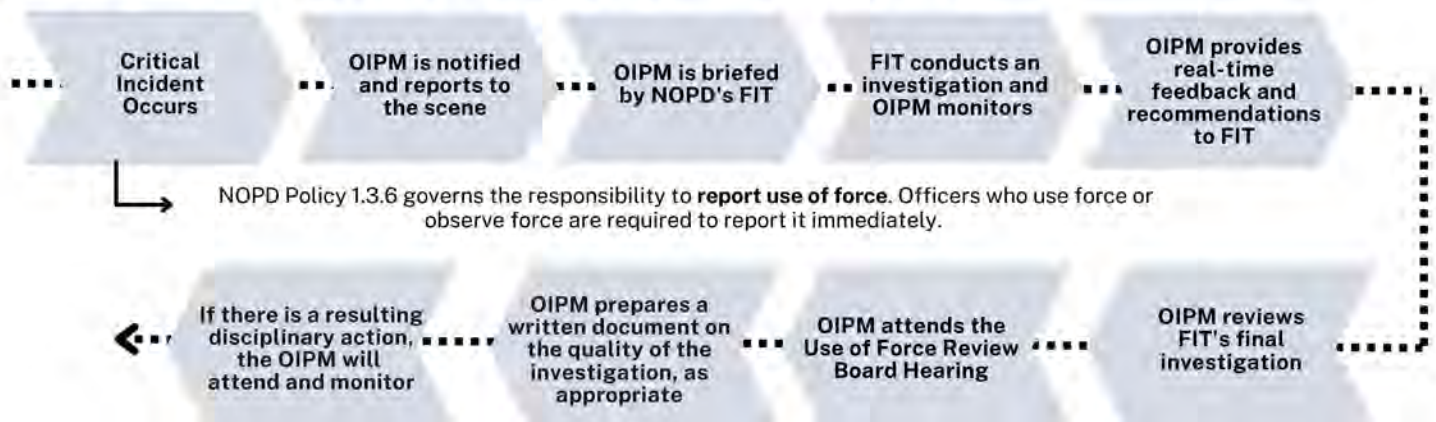 Critical
Incident
Occurs
OIPM is notified
and reports to
the scene
OIPM is briefed
by NOPD's FIT
FIT conducts an
investigation and
OIPM monitors
OIPM provides
real-time
feedback and
recommendations
to FIT
NOPD Policy 1.3.6 governs the responsibility to report use of force. Officers who use force or
observe force are required to report it immediately.
OIPM reviews
FIT's final
investigation
OIPM attends the
Use of Force Review
Board Hearing
OIPM prepares a
written document on
the quality of the
investigation, as
appropriate
If there is a resulting
disciplinary action,
the OIPM will
attend and monitor